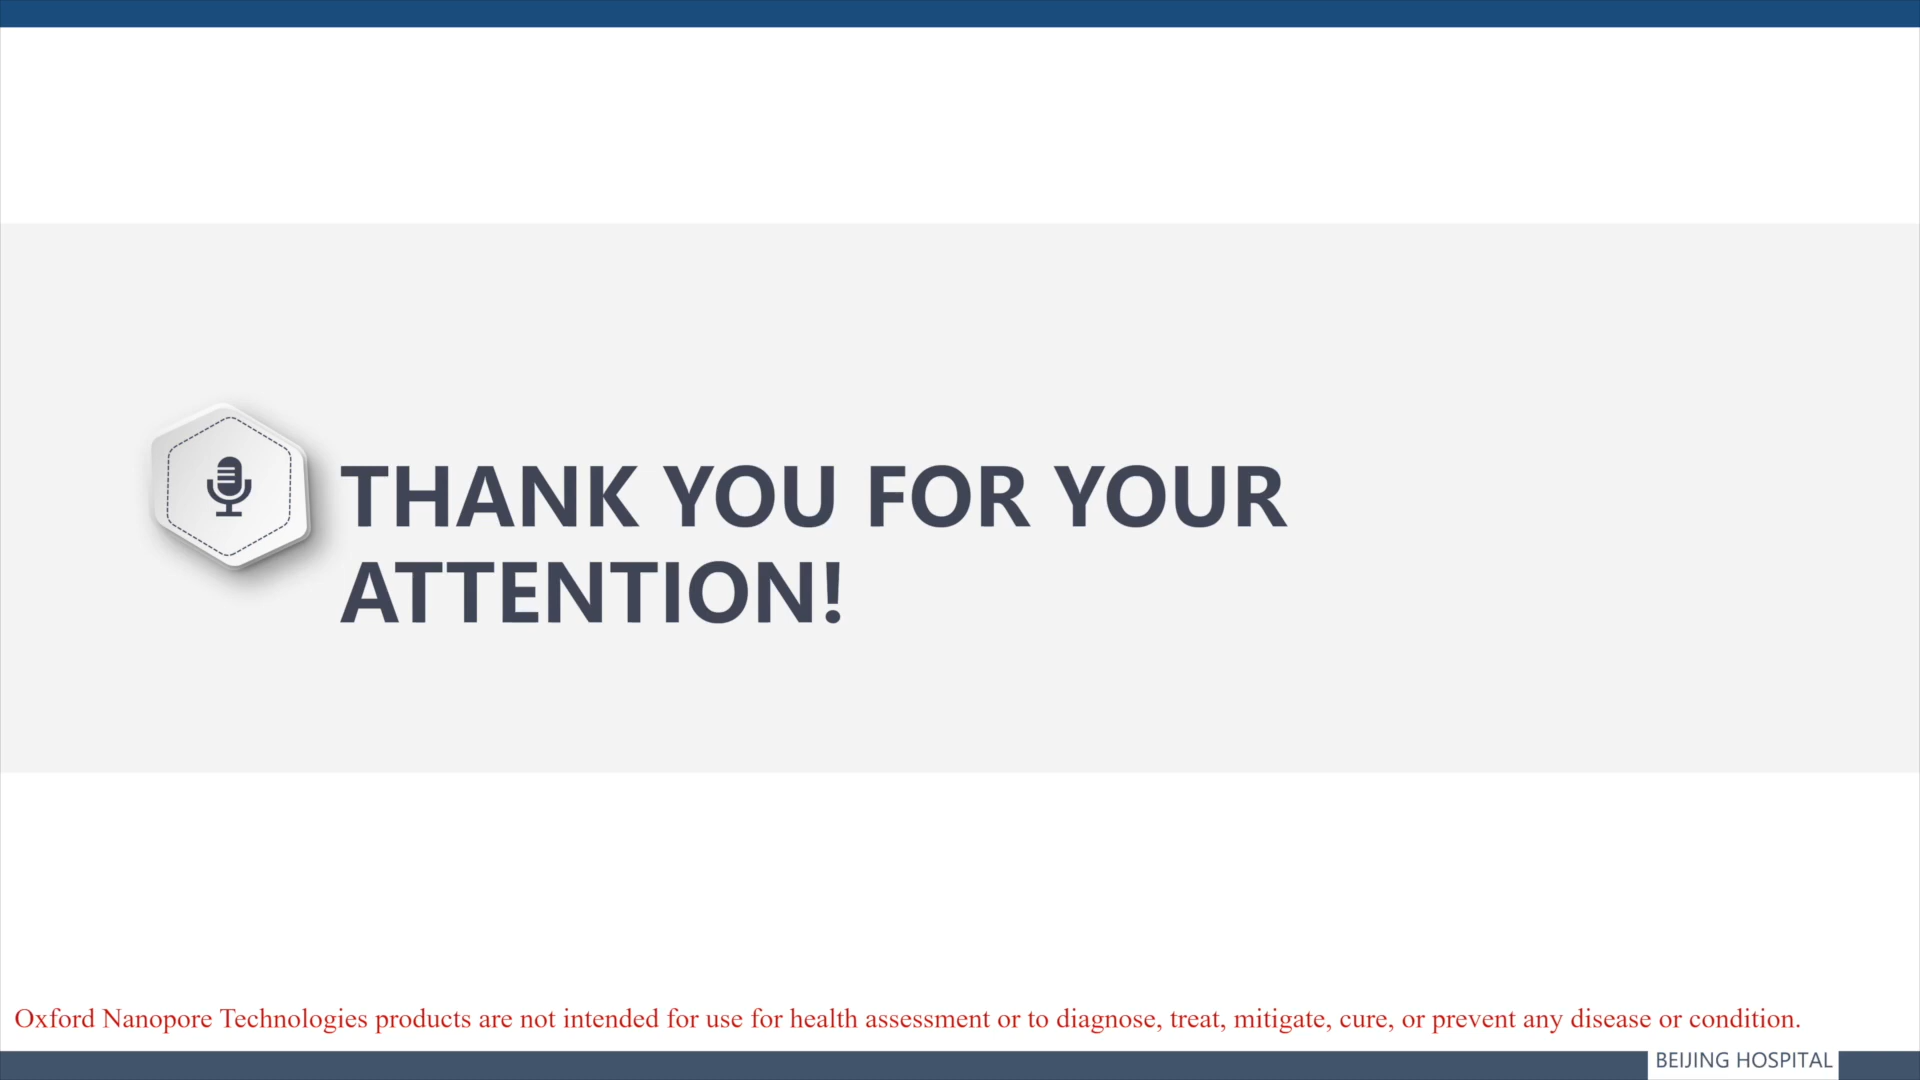 THANK YOU FOR YOUR
ATTENTION!
Oxford Nanopore Technologies products are not intended for use for health assessment or to diagnose, treat, mitigate, cure, or prevent any disease or condition.
BEIJING HOSPITAL